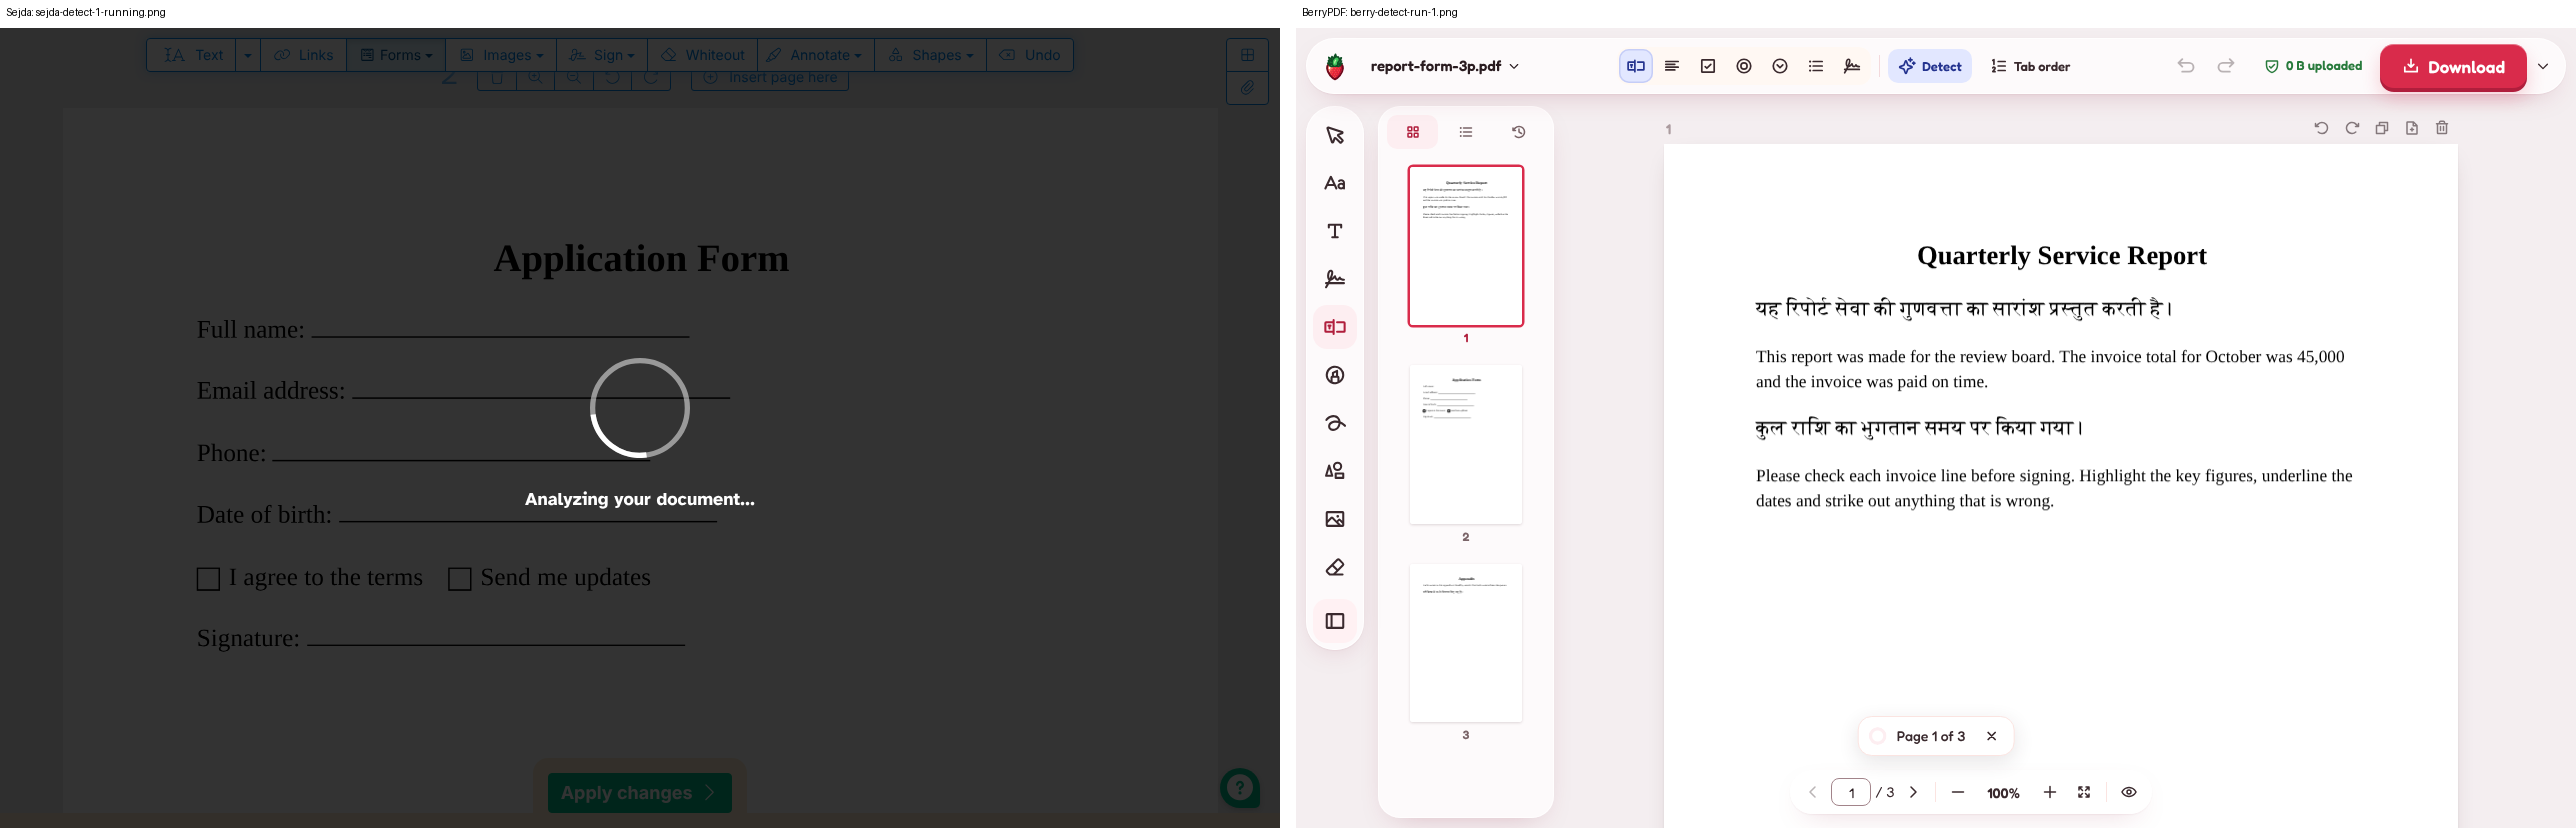 Sejda: sejda-detect-1-running.png
Text
Links
Forms
Images
Sign
Whiteout
Annotate
Shapes
Undo
Insert page here
Application Form
Full name:
Email address:
Phone:
Analyzing your document...
Date of birth:
I agree to the terms
Send me updates
Signature:
Apply changes
?
BerryPDF: berry-detect-run-1.png
report-form-3p.pdf
Detect
Tab order
0 B uploaded
Download
Aa
T
1
2
3
1
Quarterly Service Report
यह रिपोर्ट सेवा की गुणवत्ता का सारांश प्रस्तुत करती है।
This report was made for the review board. The invoice total for October was 45,000
and the invoice was paid on time.
कुल राशि का भुगतान समय पर किया गया।
Please check each invoice line before signing. Highlight the key figures, underline the
dates and strike out anything that is wrong.
Page 1 of 3
1 / 3
100%